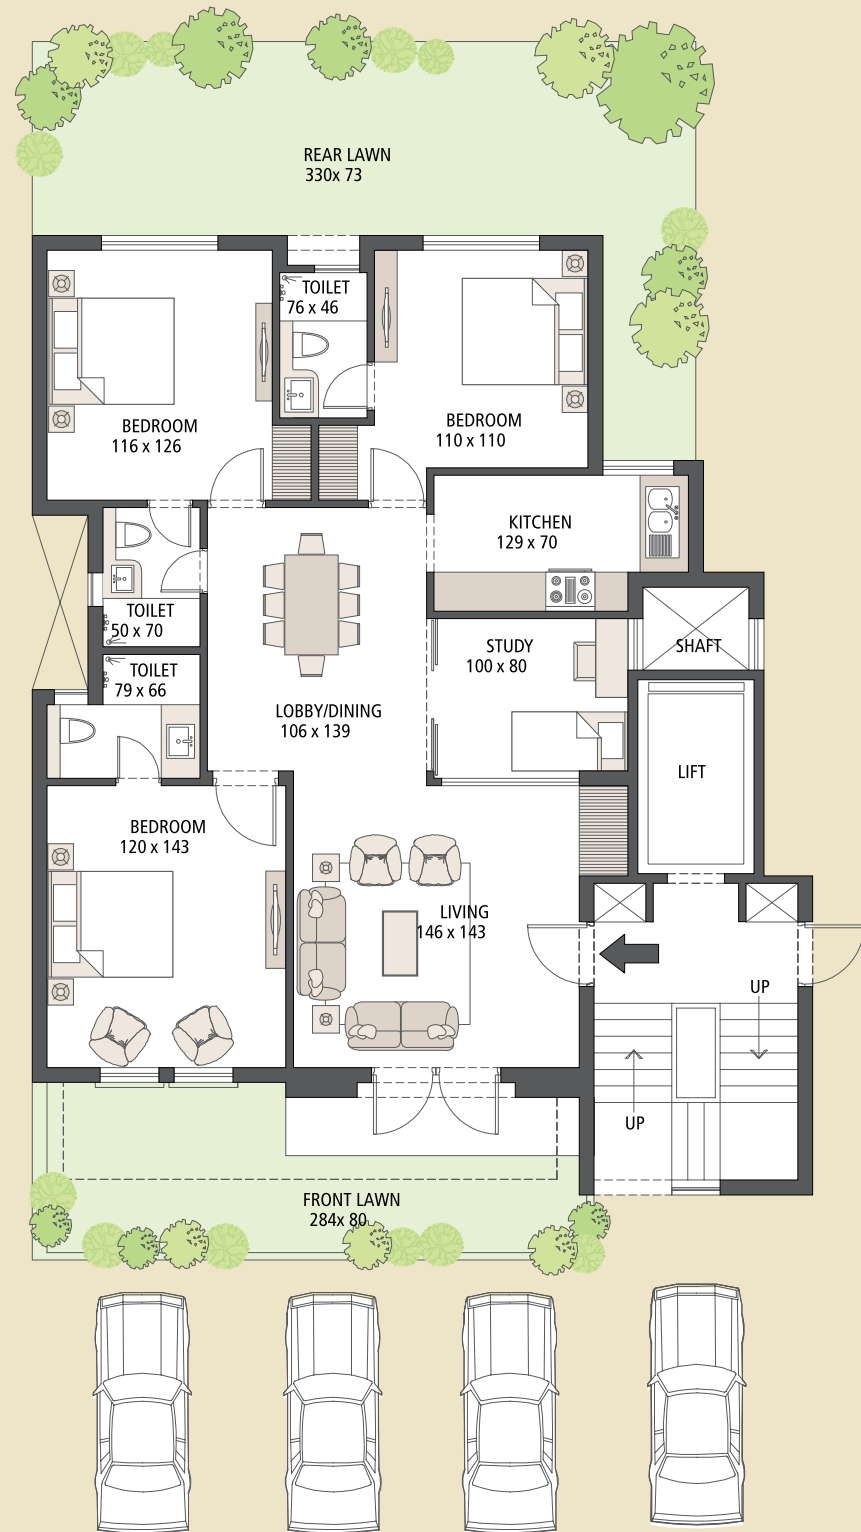 REAR LAWN
330x 73
TOILET
76 x 46
BEDROOM
116 x 126
BEDROOM
110 x 110
KITCHEN
129 x 70
TOILET
50 x 70
STUDY
100 x 80
SHAFT
TOILET
79 x 66
LOBBY/DINING
106 x 139
LIFT
BEDROOM
120 x 143
LIVING
146 x 143
UP
UP
FRONT LAWN
284x 80